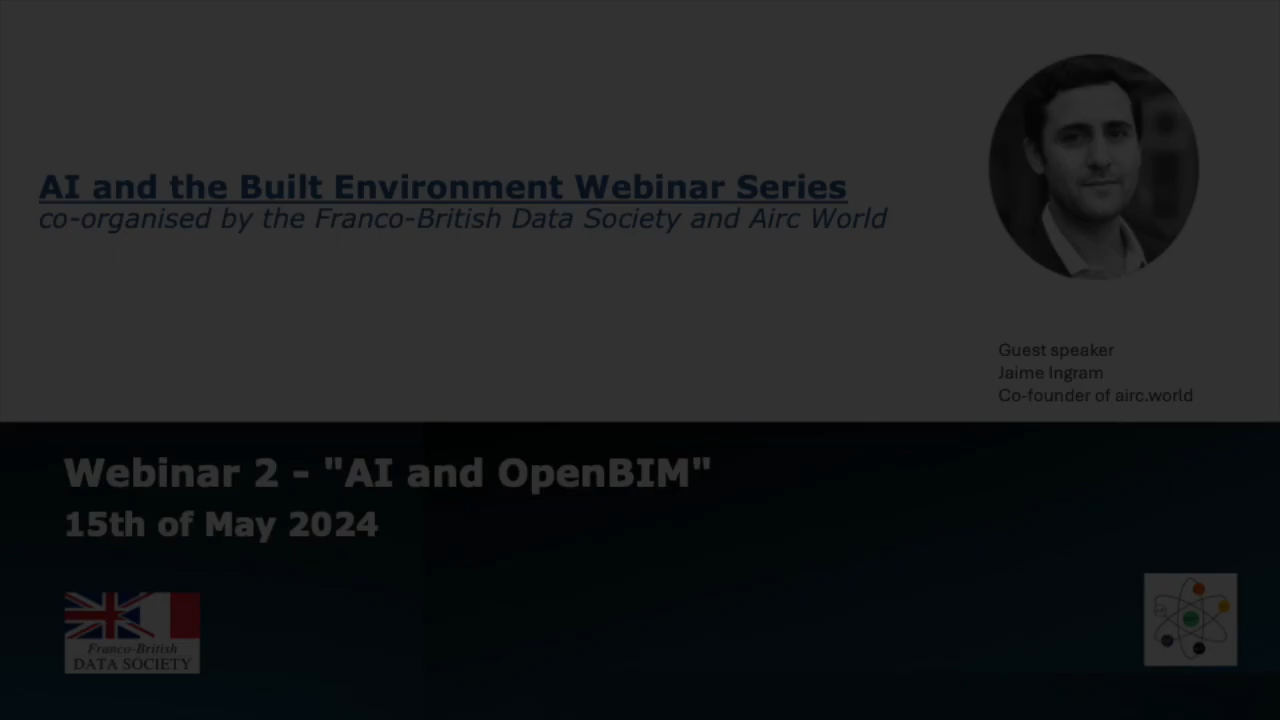 AI and the Built Environment Webinar Series
co-organised by the Franco-British Data Society and Airc World
Guest speaker
Jaime Ingram
Co-founder of airc.world
Webinar 2 - "AI and OpenBIM"
15th of May 2024
Franco-British
DATA SOCIETY